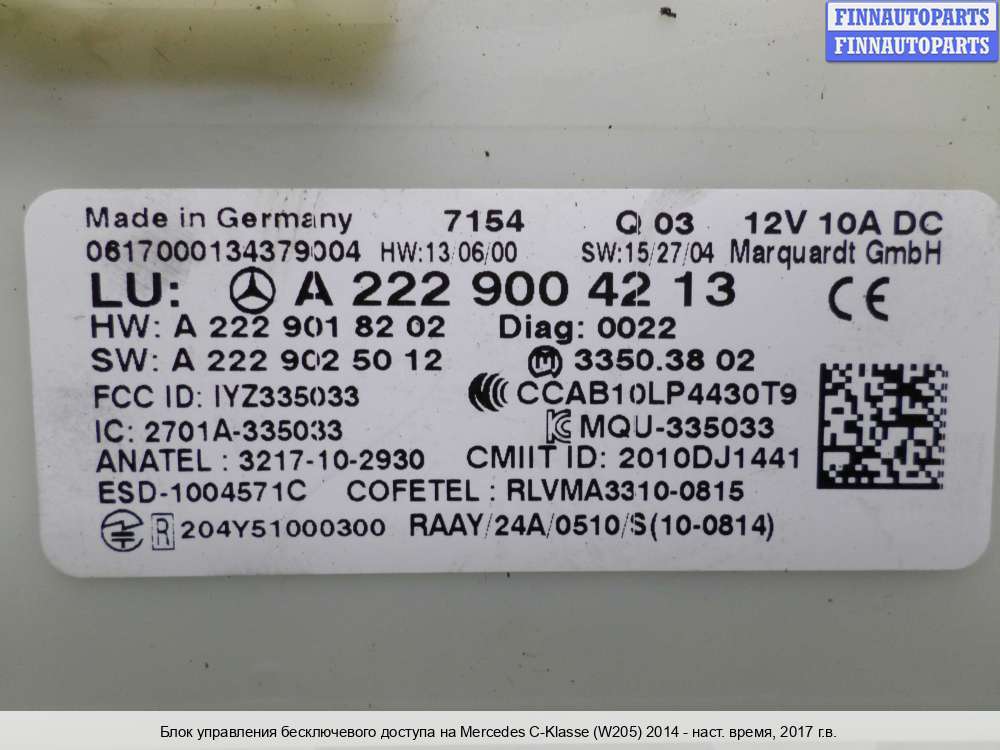 FINNAUTOPARTS
FINNAUTOPARTS
Made in Germany 7154 Q 03 12V 10A DC
0617000134379004 HW:13/06/00 SW:15/27/04 Marquardt GmbH
LU: A 222 900 42 13
HW: A 222 901 82 02 Diag: 0022
SW: A 222 902 50 12 M 3350.3802
FCC ID: IYZ335033 CCAB10LP4430T9
IC: 2701A-335033 MQU-335033
ANATEL : 3217-10-2930 CMIIT ID: 2010DJ1441
ESD-1004571C COFETEL : RLVMA3310-0815
R 204Y51000300 RAAY/24A/0510/S(10-0814)
Блок управления бесключевого доступа на Mercedes C-Klasse (W205) 2014 - наст. время, 2017 г.в.